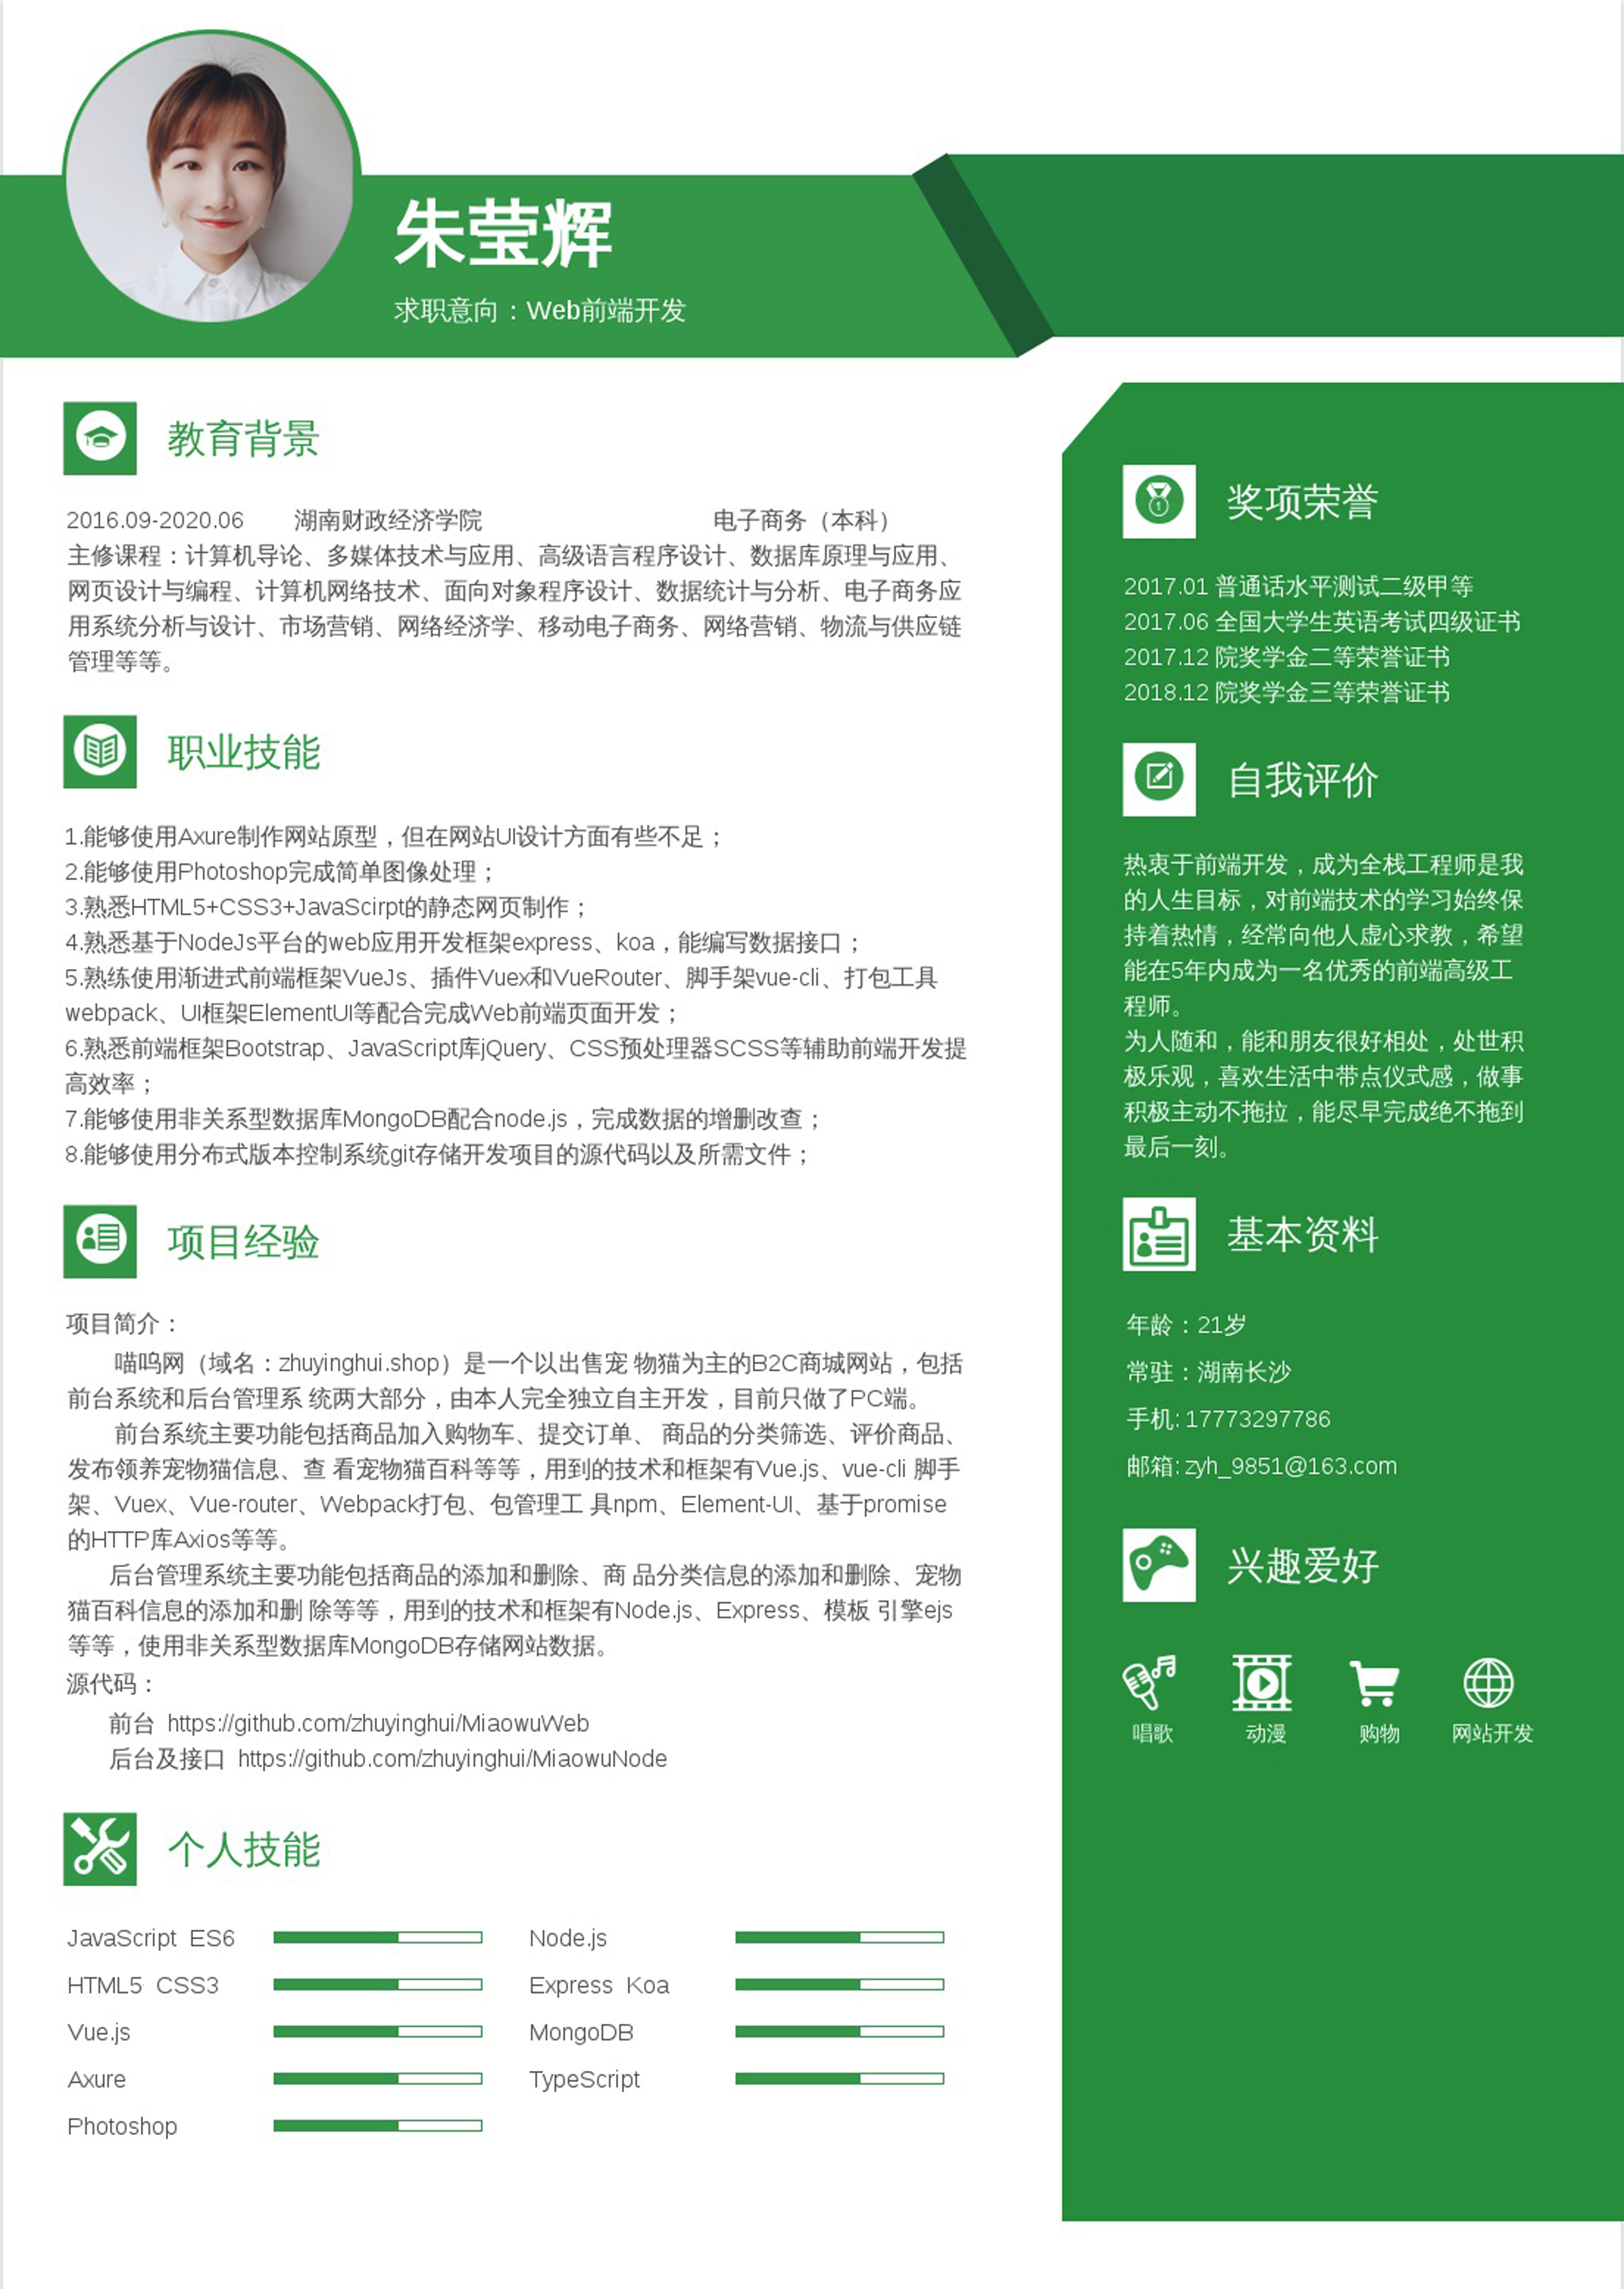 朱莹辉
求职意向：Web前端开发
教育背景
2016.09-2020.06 湖南财政经济学院 电子商务（本科）
主修课程：计算机导论、多媒体技术与应用、高级语言程序设计、数据库原理与应用、
网页设计与编程、计算机网络技术、面向对象程序设计、数据统计与分析、电子商务应
用系统分析与设计、市场营销、网络经济学、移动电子商务、网络营销、物流与供应链
管理等等。
职业技能
1.能够使用Axure制作网站原型，但在网站UI设计方面有些不足；
2.能够使用Photoshop完成简单图像处理；
3.熟悉HTML5+CSS3+JavaScirpt的静态网页制作；
4.熟悉基于NodeJs平台的web应用开发框架express、koa，能编写数据接口；
5.熟练使用渐进式前端框架VueJs、插件Vuex和VueRouter、脚手架vue-cli、打包工具
webpack、UI框架ElementUI等配合完成Web前端页面开发；
6.熟悉前端框架Bootstrap、JavaScript库jQuery、CSS预处理器SCSS等辅助前端开发提
高效率；
7.能够使用非关系型数据库MongoDB配合node.js，完成数据的增删改查；
8.能够使用分布式版本控制系统git存储开发项目的源代码以及所需文件；
项目经验
项目简介：
喵呜网（域名：zhuyinghui.shop）是一个以出售宠 物猫为主的B2C商城网站，包括
前台系统和后台管理系 统两大部分，由本人完全独立自主开发，目前只做了PC端。
前台系统主要功能包括商品加入购物车、提交订单、 商品的分类筛选、评价商品、
发布领养宠物猫信息、查 看宠物猫百科等等，用到的技术和框架有Vue.js、vue-cli 脚手
架、Vuex、Vue-router、Webpack打包、包管理工 具npm、Element-UI、基于promise
的HTTP库Axios等等。
后台管理系统主要功能包括商品的添加和删除、商 品分类信息的添加和删除、宠物
猫百科信息的添加和删 除等等，用到的技术和框架有Node.js、Express、模板 引擎ejs
等等，使用非关系型数据库MongoDB存储网站数据。
源代码：
前台 https://github.com/zhuyinghui/MiaowuWeb
后台及接口 https://github.com/zhuyinghui/MiaowuNode
个人技能
JavaScript ES6
HTML5 CSS3
Vue.js
Axure
Photoshop
Node.js
Express Koa
MongoDB
TypeScript
奖项荣誉
2017.01 普通话水平测试二级甲等
2017.06 全国大学生英语考试四级证书
2017.12 院奖学金二等荣誉证书
2018.12 院奖学金三等荣誉证书
自我评价
热衷于前端开发，成为全栈工程师是我
的人生目标，对前端技术的学习始终保
持着热情，经常向他人虚心求教，希望
能在5年内成为一名优秀的前端高级工
程师。
为人随和，能和朋友很好相处，处世积
极乐观，喜欢生活中带点仪式感，做事
积极主动不拖拉，能尽早完成绝不拖到
最后一刻。
基本资料
年龄：21岁
常驻：湖南长沙
手机: 17773297786
邮箱: zyh_9851@163.com
兴趣爱好
唱歌 动漫 购物 网站开发